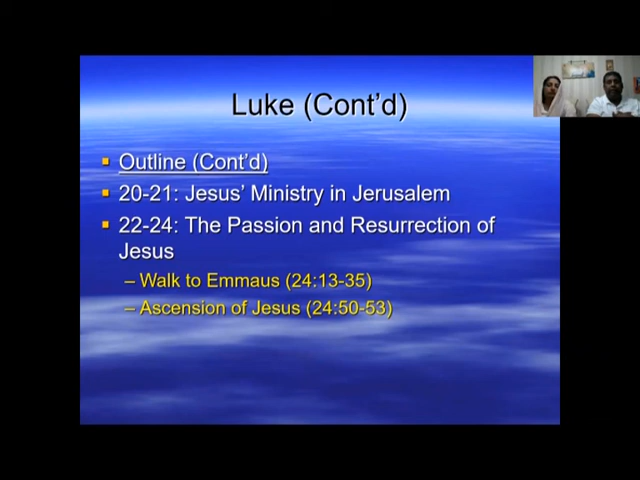 Luke (Cont'd)
Outline (Cont'd)
20-21: Jesus' Ministry in Jerusalem
22-24: The Passion and Resurrection of
Jesus
– Walk to Emmaus (24:13-35)
– Ascension of Jesus (24:50-53)